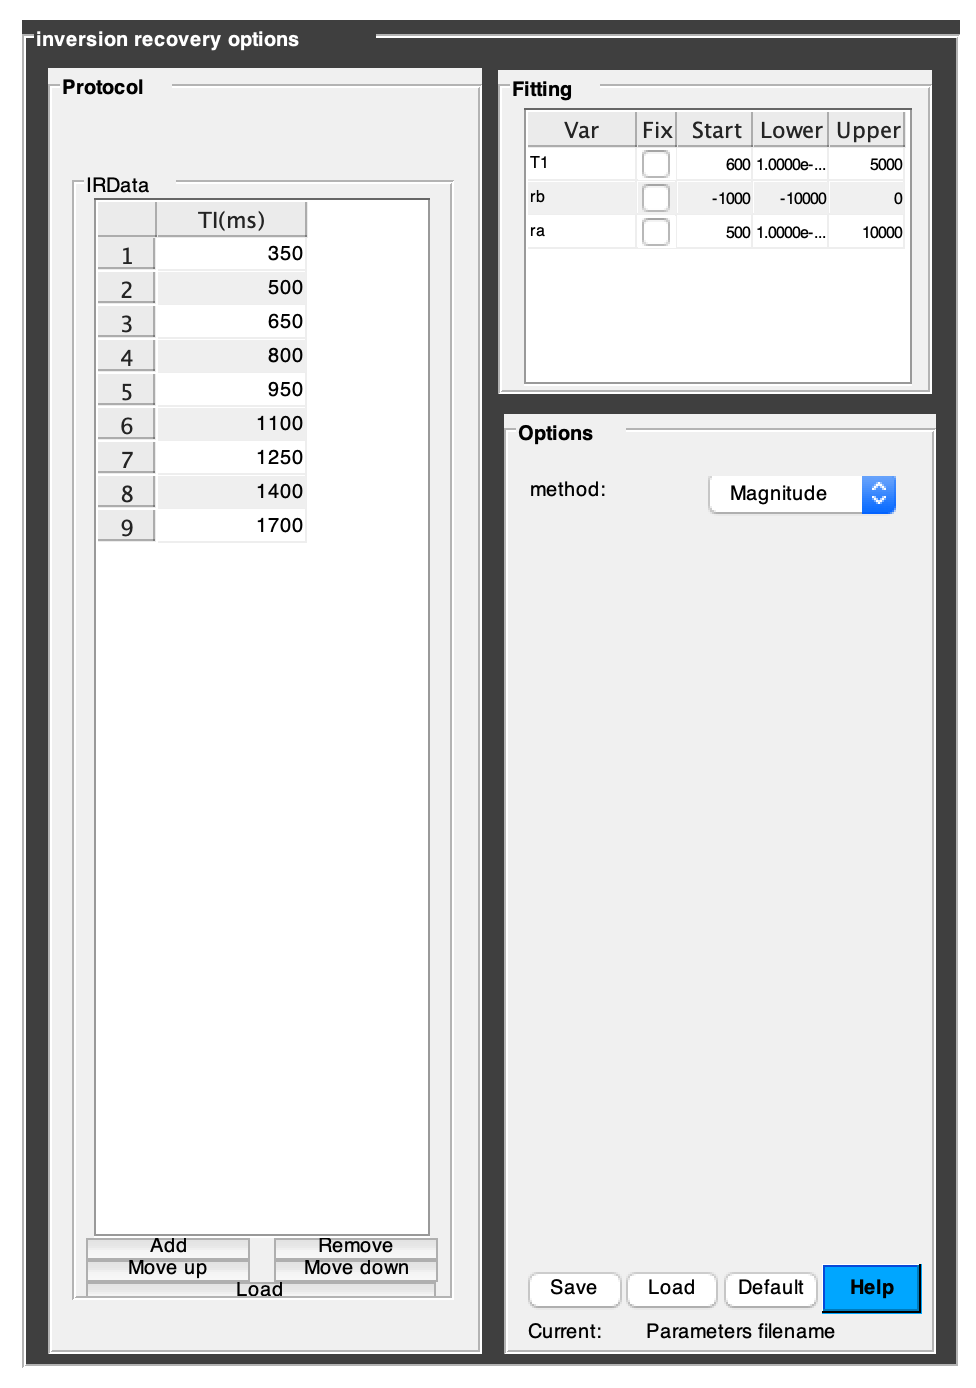 inversion recovery options
Protocol
IRData
TI(ms)
1 350
2 500
3 650
4 800
5 950
6 1100
7 1250
8 1400
9 1700
Add Remove
Move up Move down
Load
Fitting
Var Fix Start Lower Upper
T1 600 1.0000e-... 5000
rb -1000 -10000 0
ra 500 1.0000e-... 10000
Options
method: Magnitude
Save Load Default Help
Current: Parameters filename